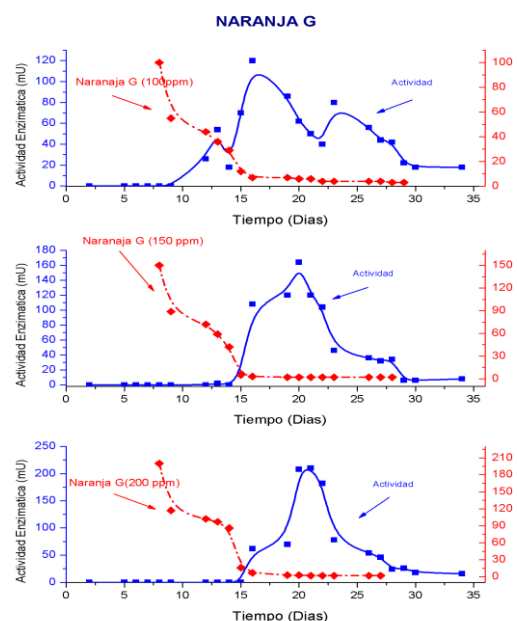 NARANJA G
Actividad Enzimatica (mU)
120
100
80
60
40
20
0
Naranja G (100ppm)
Actividad
100
80
60
40
20
0
0 5 10 15 20 25 30 35
Tiempo (Dias)
Actividad Enzimatica (mU)
180
160
140
120
100
80
60
40
20
0
Naranaja G (150 ppm)
Actividad
150
120
90
60
30
0
0 5 10 15 20 25 30 35
Tiempo (Dias)
Actividad Enzimatica (mU)
250
200
150
100
50
0
Naranja G(200 ppm)
Actividad
210
180
150
120
90
60
30
0
0 5 10 15 20 25 30 35
Tiempo (Dias)